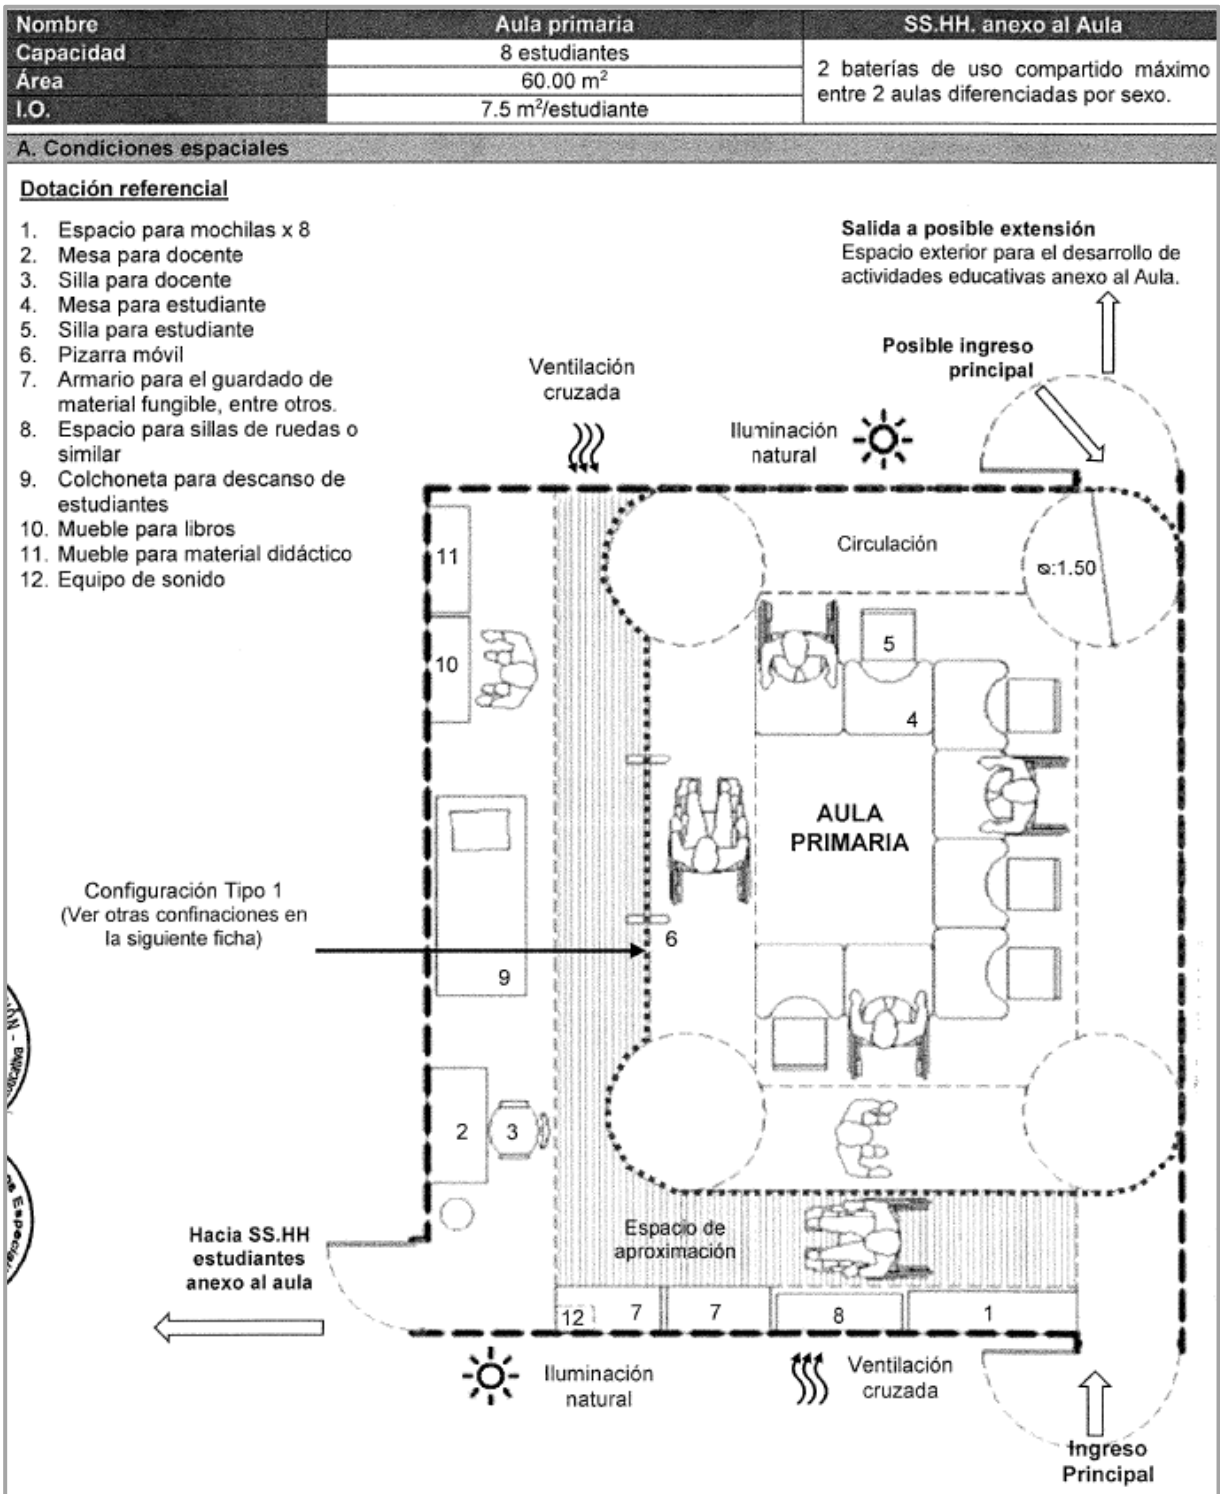 Nombre Aula primaria SS.HH. anexo al Aula
Capacidad 8 estudiantes
Área 60.00 m²
I.O. 7.5 m²/estudiante
2 baterías de uso compartido máximo
entre 2 aulas diferenciadas por sexo.
A. Condiciones espaciales
Dotación referencial
1. Espacio para mochilas x 8
2. Mesa para docente
3. Silla para docente
4. Mesa para estudiante
5. Silla para estudiante
6. Pizarra móvil
7. Armario para el guardado de
material fungible, entre otros.
8. Espacio para sillas de ruedas o
similar
9. Colchoneta para descanso de
estudiantes
10. Mueble para libros
11. Mueble para material didáctico
12. Equipo de sonido
Salida a posible extensión
Espacio exterior para el desarrollo de
actividades educativas anexo al Aula.
Posible ingreso
principal
Ventilación
cruzada
Iluminación
natural
Circulación
11
ø:1.50
5
10
4
AULA
PRIMARIA
Configuración Tipo 1
(Ver otras confinaciones en
la siguiente ficha)
6
9
2
3
Hacia SS.HH
estudiantes
anexo al aula
Espacio de
aproximación
12
7
7
8
1
Iluminación
natural
Ventilación
cruzada
Ingreso
Principal